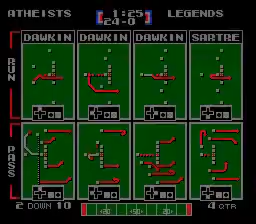 ATHEISTS 1:25 LEGENDS
24-0
DAWKIN DAWKIN DAWKIN SARTRE
RUN
PASS
2 DOWN 10 4 QTR